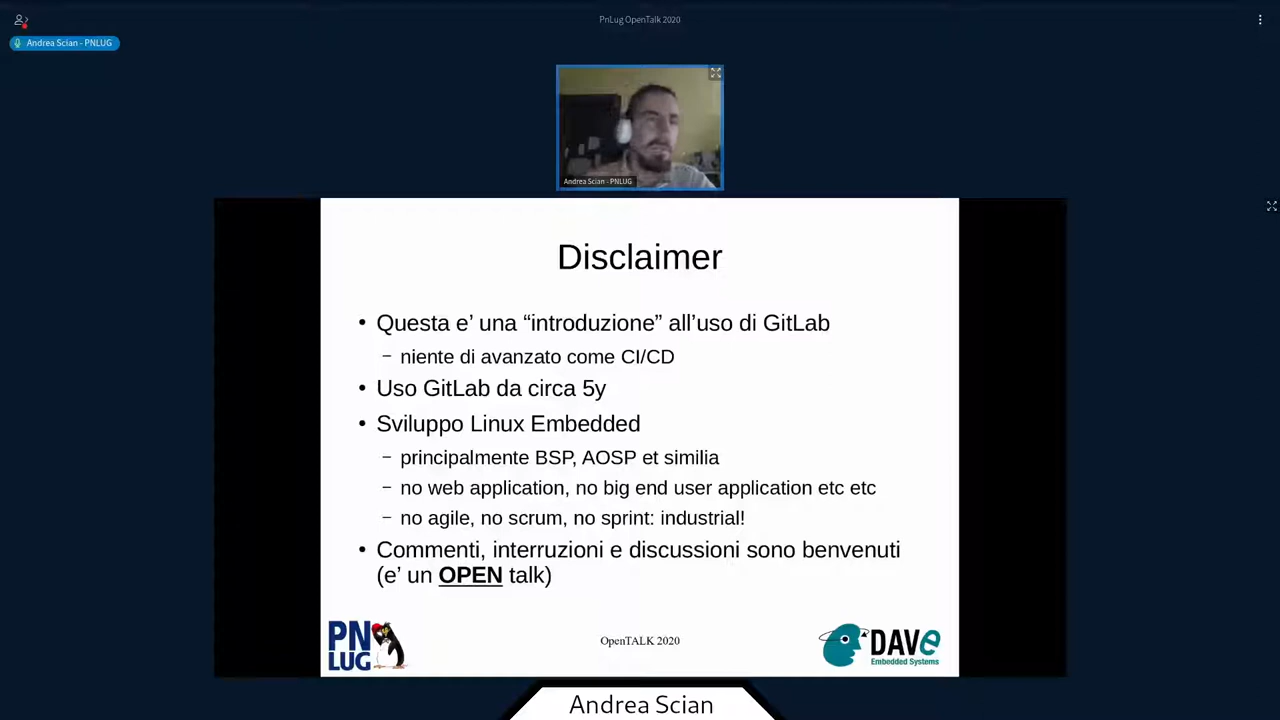 PnLug OpenTalk 2020
Andrea Scian - PNLUG
Andrea Scian - PNLUG
Disclaimer
• Questa e’ una “introduzione” all’uso di GitLab
– niente di avanzato come CI/CD
• Uso GitLab da circa 5y
• Sviluppo Linux Embedded
– principalmente BSP, AOSP et similia
– no web application, no big end user application etc etc
– no agile, no scrum, no sprint: industrial!
• Commenti, interruzioni e discussioni sono benvenuti
(e’ un OPEN talk)
PN
LUG
OpenTALK 2020
DAVe
Embedded Systems
Andrea Scian